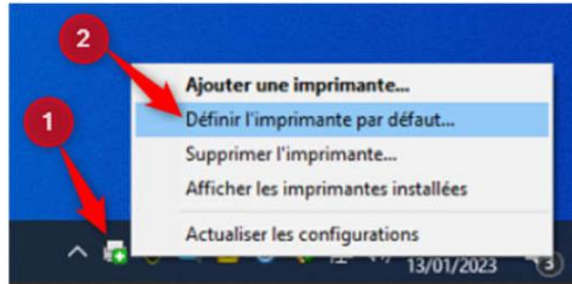 2
Ajouter une imprimante...
Définir l'imprimante par défaut...
1
Supprimer l'imprimante...
Afficher les imprimantes installées
Actualiser les configurations
13/01/2023
3